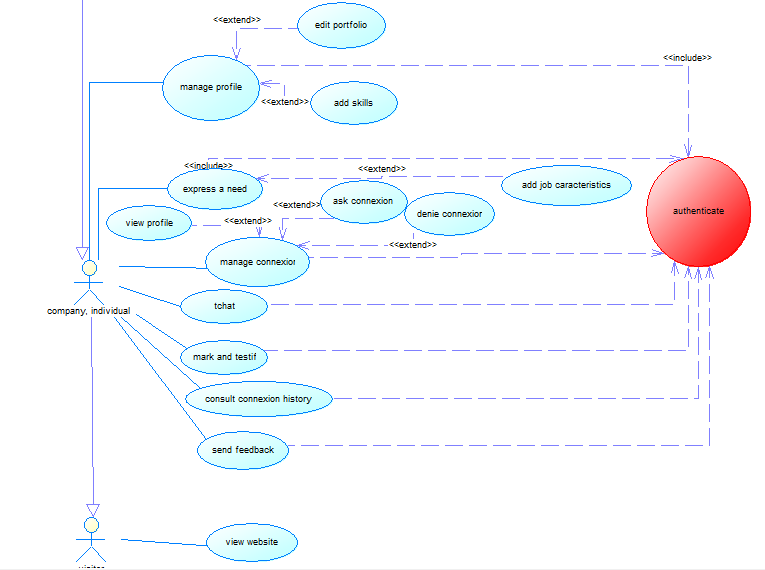 <<extend>>
edit portfolio
<<include>>
manage profile
<<extend>>
add skills
<<include>>
<<extend>>
express a need
add job caracteristics
ask connexion
<<extend>>
denie connexior
authenticate
view profile
<<extend>>
<<extend>>
manage connexior
company, individual
tchat
mark and testif
consult connexion history
send feedback
view website